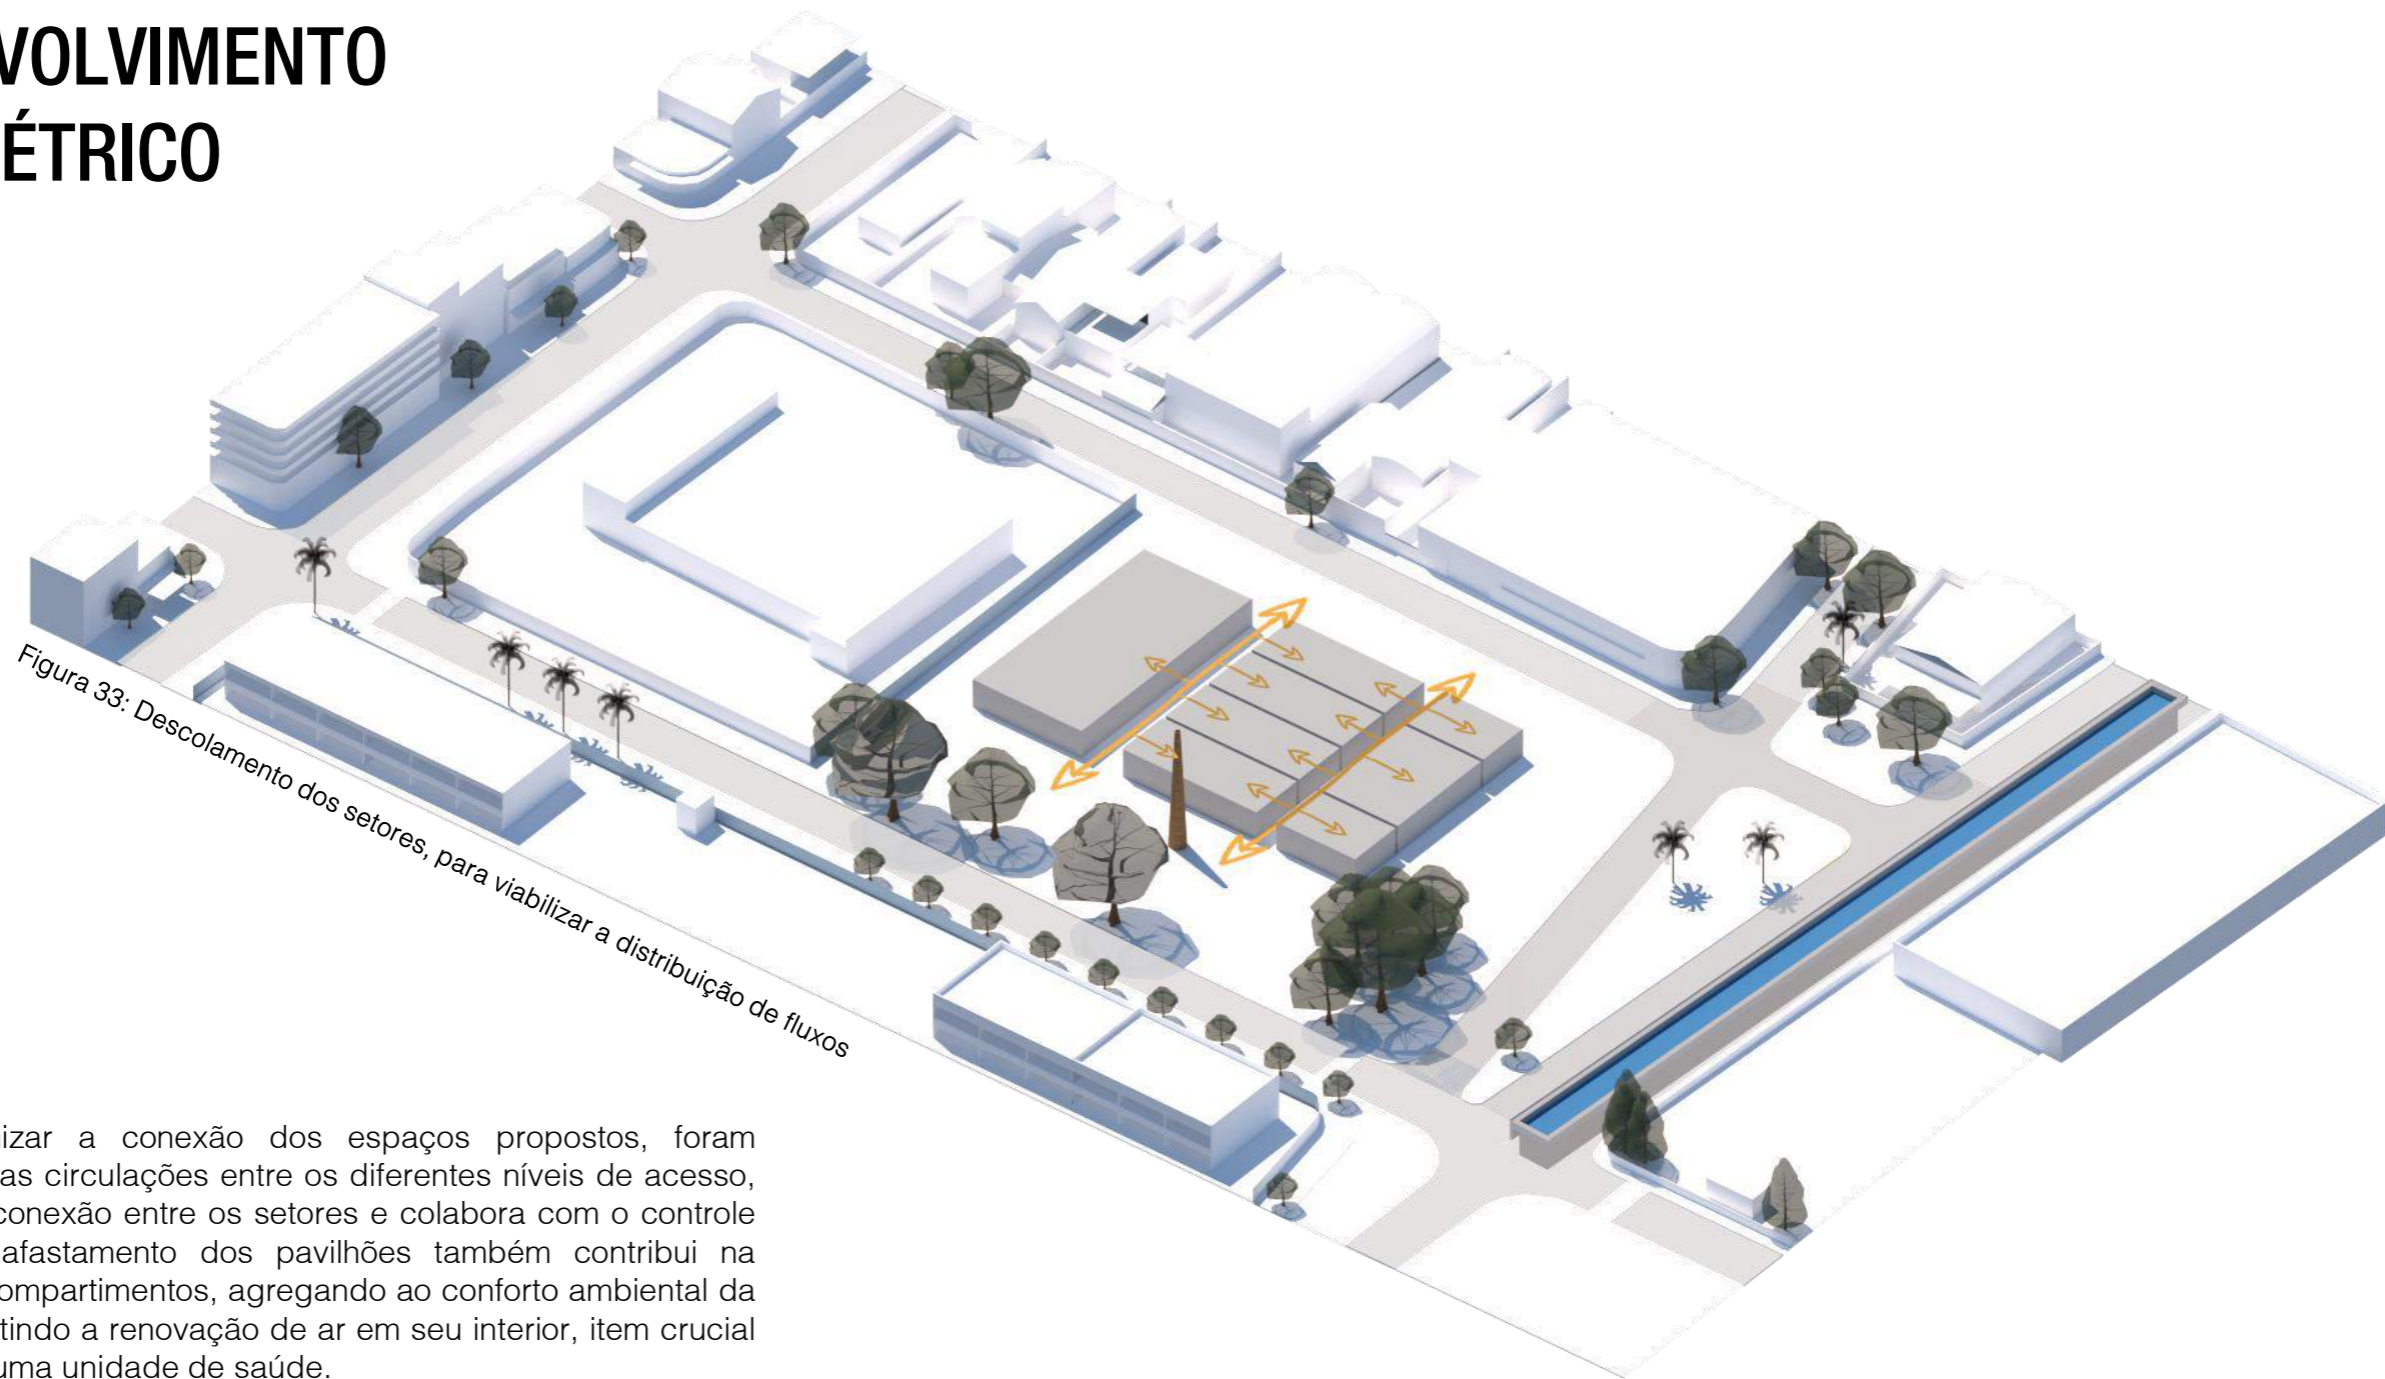 VOLVIMENTO
ÉTRICO
Figura 33: Descolamento dos setores, para viabilizar a distribuição de fluxos
izar a conexão dos espaços propostos, foram
as circulações entre os diferentes níveis de acesso,
conexão entre os setores e colabora com o controle
afastamento dos pavilhões também contribui na
ompartimentos, agregando ao conforto ambiental da
tindo a renovação de ar em seu interior, item crucial
uma unidade de saúde.